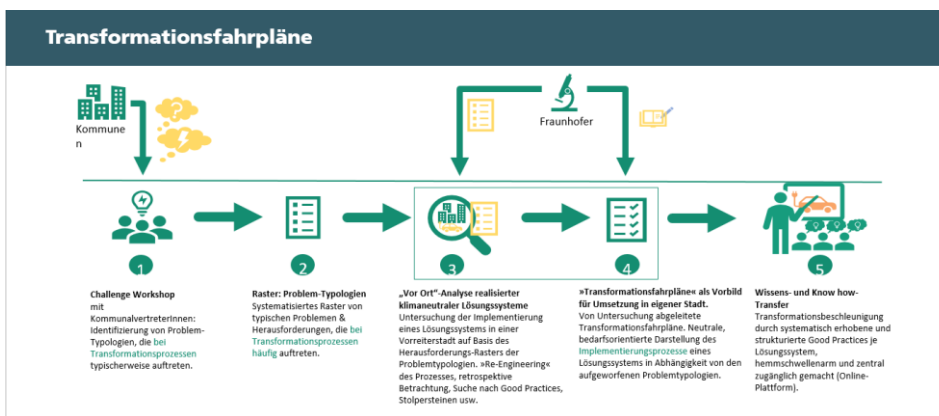 Transformationsfahrpläne
Kommune
n
Fraunhofer
1
2
3
4
5
Challenge Workshop
mit
KommunalvertreterInnen:
Identifizierung von Problem-
Typologien, die bei
Transformationsprozessen
typischerweise auftreten.
Raster: Problem-Typologien
Systematisiertes Raster von
typischen Problemen &
Herausforderungen, die bei
Transformationsprozessen
häufig auftreten.
„Vor Ort“-Analyse realisierter
klimaneutraler Lösungssysteme
Untersuchung der Implementierung
eines Lösungssystems in einer
Vorreiterstadt auf Basis des
Herausforderungs-Rasters der
Problemtypologien. »Re-Engineering«
des Prozesses, retrospektive
Betrachtung, Suche nach Good Practices,
Stolpersteinen usw.
»Transformationsfahrpläne« als Vorbild
für Umsetzung in eigener Stadt.
Von Untersuchung abgeleitete
Transformationsfahrpläne. Neutrale,
bedarfsorientierte Darstellung des
Implementierungsprozesse eines
Lösungssystems in Abhängigkeit von den
aufgeworfenen Problemtypologien.
Wissens- und Know how-
Transfer
Transformationsbeschleunigung
durch systematisch erhobene und
strukturierte Good Practices je
Lösungssystem,
hemmschwellenarm und zentral
zugänglich gemacht (Online-
Plattform).